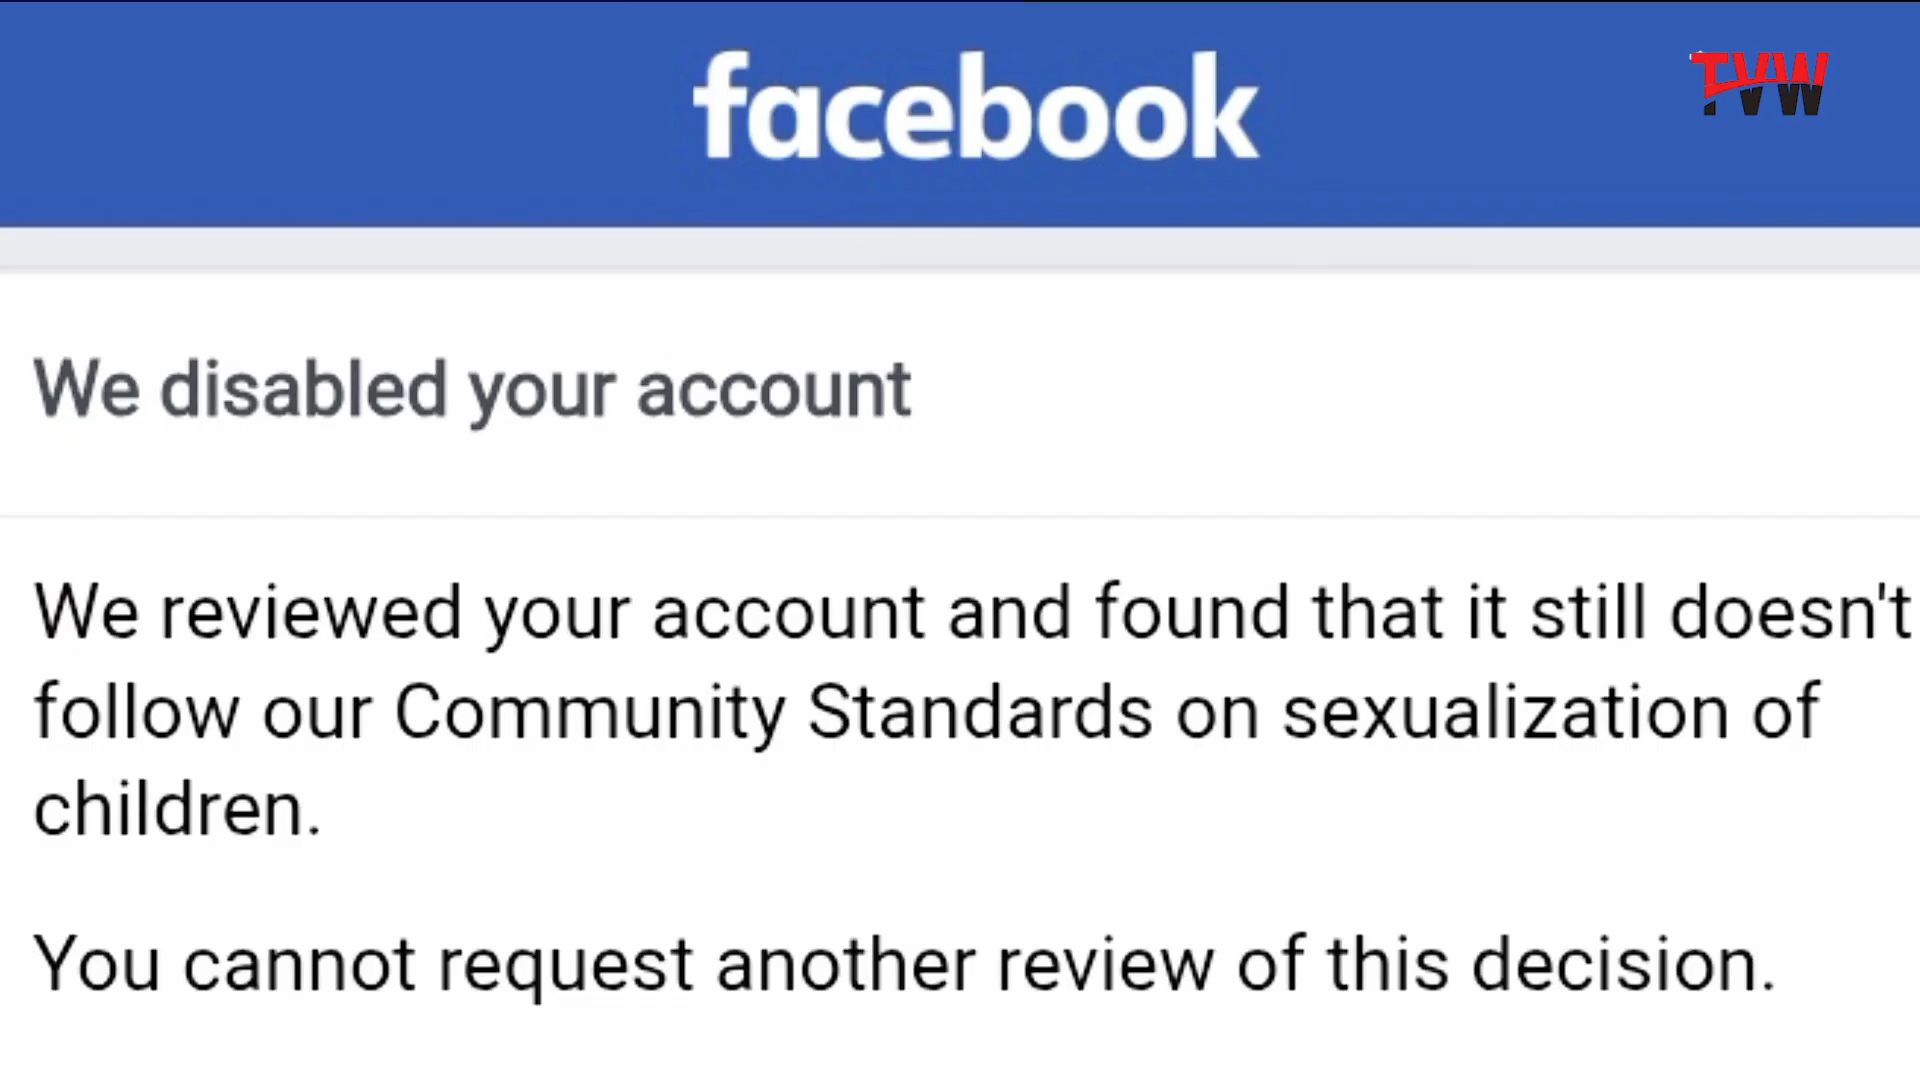 facebook
TVW
We disabled your account
We reviewed your account and found that it still doesn't
follow our Community Standards on sexualization of
children.
You cannot request another review of this decision.